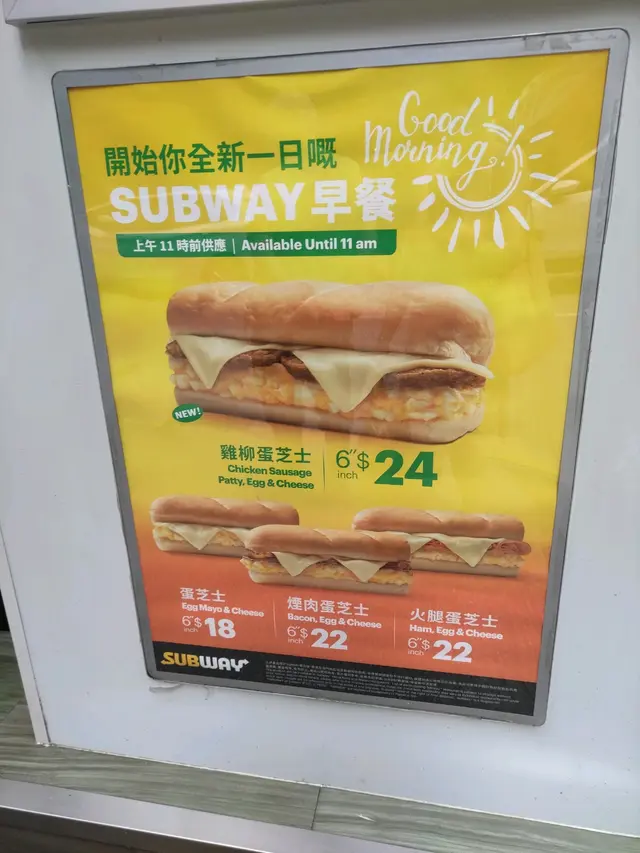 Good
Morning!
開始你全新一日嘅
SUBWAY早餐
上午 11 時前供應 | Available Until 11 am
NEW!
雞柳蛋芝士
Chicken Sausage
Patty, Egg & Cheese
6"$24
inch
蛋芝士
Egg Mayo & Cheese
6"$18
inch
煙肉蛋芝士
Bacon, Egg & Cheese
6"$22
inch
火腿蛋芝士
Ham, Egg & Cheese
6"$22
inch
SUBWAY